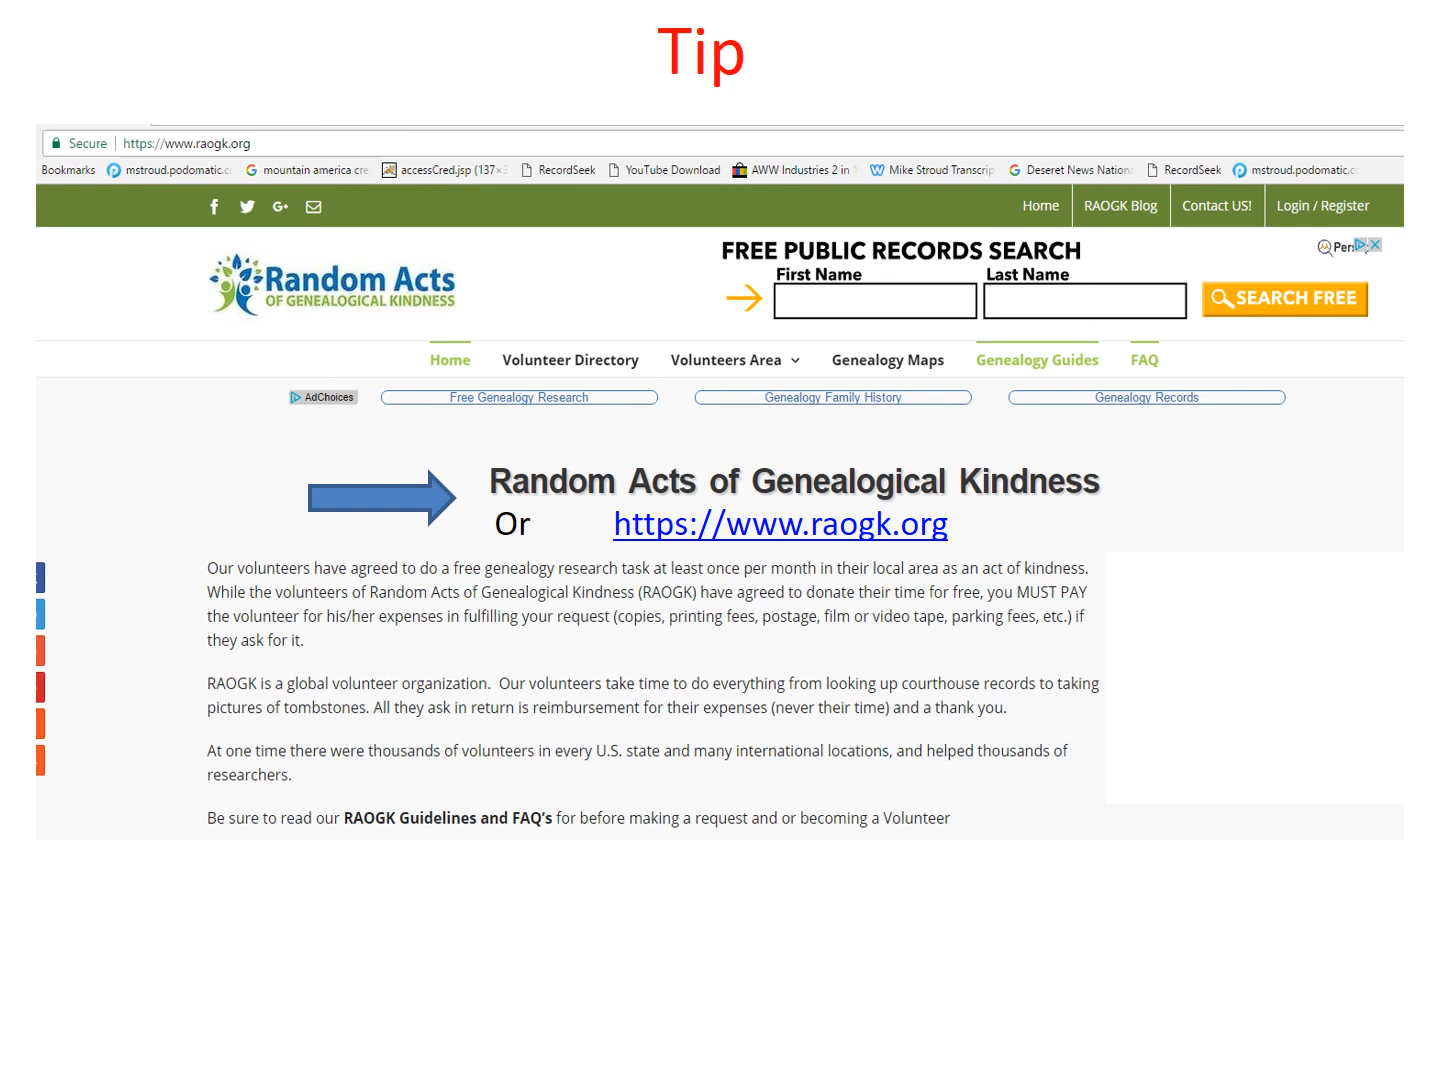 Tip
Secure https://www.raogk.org
Bookmarks mstroud.podomatic.c mountain america cre accessCred.jsp (137× RecordSeek YouTube Download AWW Industries 2 in 1 Mike Stroud Transcrip Deseret News Nation RecordSeek mstroud.podomatic.c
Home RAOGK Blog Contact US! Login / Register
FREE PUBLIC RECORDS SEARCH
First Name Last Name
Random Acts
OF GENEALOGICAL KINDNESS
SEARCH FREE
Home Volunteer Directory Volunteers Area Genealogy Maps Genealogy Guides FAQ
AdChoices Free Genealogy Research Genealogy Family History Genealogy Records
Random Acts of Genealogical Kindness
Or https://www.raogk.org
Our volunteers have agreed to do a free genealogy research task at least once per month in their local area as an act of kindness.
While the volunteers of Random Acts of Genealogical Kindness (RAOGK) have agreed to donate their time for free, you MUST PAY
the volunteer for his/her expenses in fulfilling your request (copies, printing fees, postage, film or video tape, parking fees, etc.) if
they ask for it.
RAOGK is a global volunteer organization. Our volunteers take time to do everything from looking up courthouse records to taking
pictures of tombstones. All they ask in return is reimbursement for their expenses (never their time) and a thank you.
At one time there were thousands of volunteers in every U.S. state and many international locations, and helped thousands of
researchers.
Be sure to read our RAOGK Guidelines and FAQ's for before making a request and or becoming a Volunteer